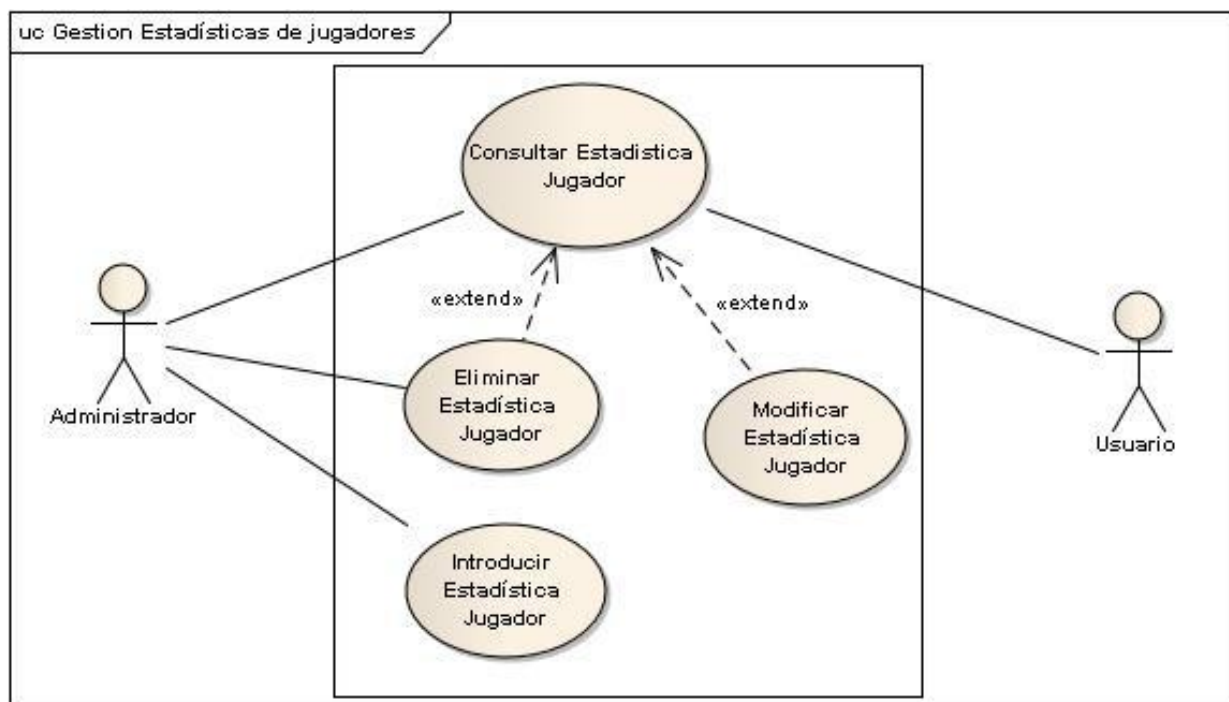 uc Gestion Estadísticas de jugadores
Consultar Estadistica
Jugador
«extend»
«extend»
Eliminar
Estadística
Jugador
Modificar
Estadística
Jugador
Administrador
Usuario
Introducir
Estadística
Jugador